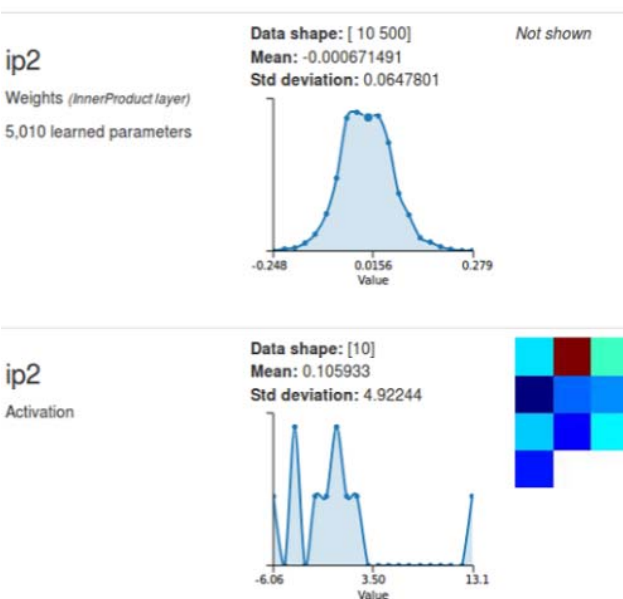 ip2
Weights (InnerProduct layer)
5,010 learned parameters
Data shape: [ 10 500]
Mean: -0.000671491
Std deviation: 0.0647801
-0.248 0.0156 0.279
Value
Not shown
ip2
Activation
Data shape: [10]
Mean: 0.105933
Std deviation: 4.92244
-6.06 3.50 13.1
Value